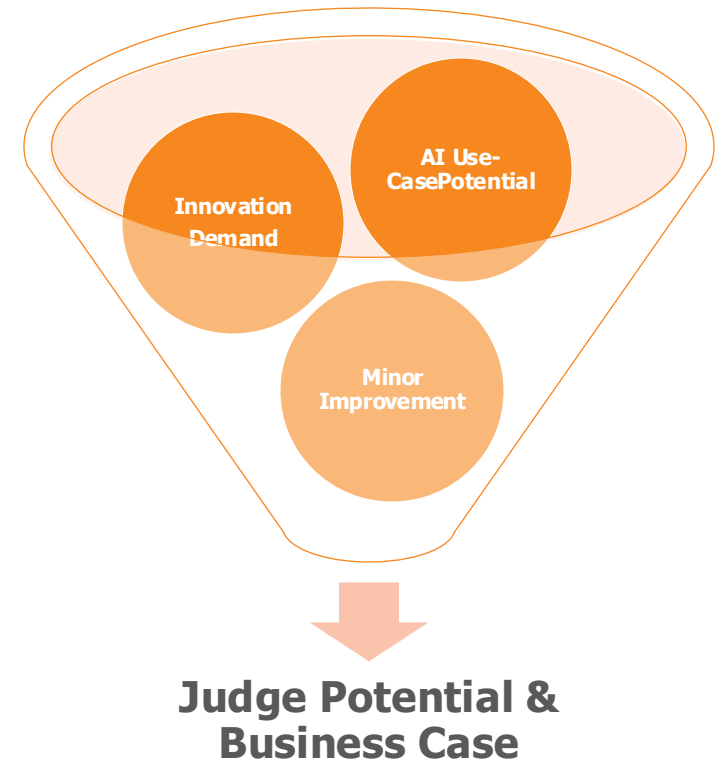 AI Use-
CasePotential
Innovation
Demand
Minor
Improvement
Judge Potential &
Business Case